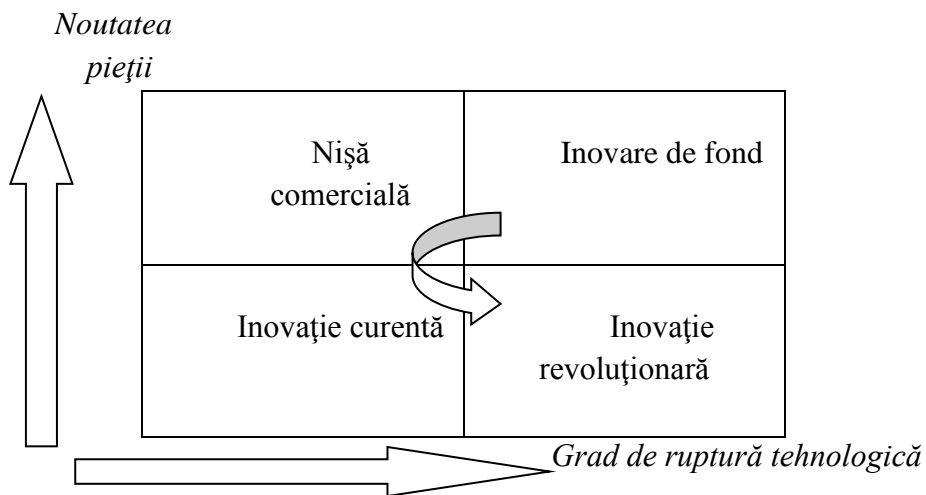 Noutatea
pieţii
Nişă
comercială
Inovare de fond
Inovaţie curentă
Inovaţie
revoluţionară
Grad de ruptură tehnologică